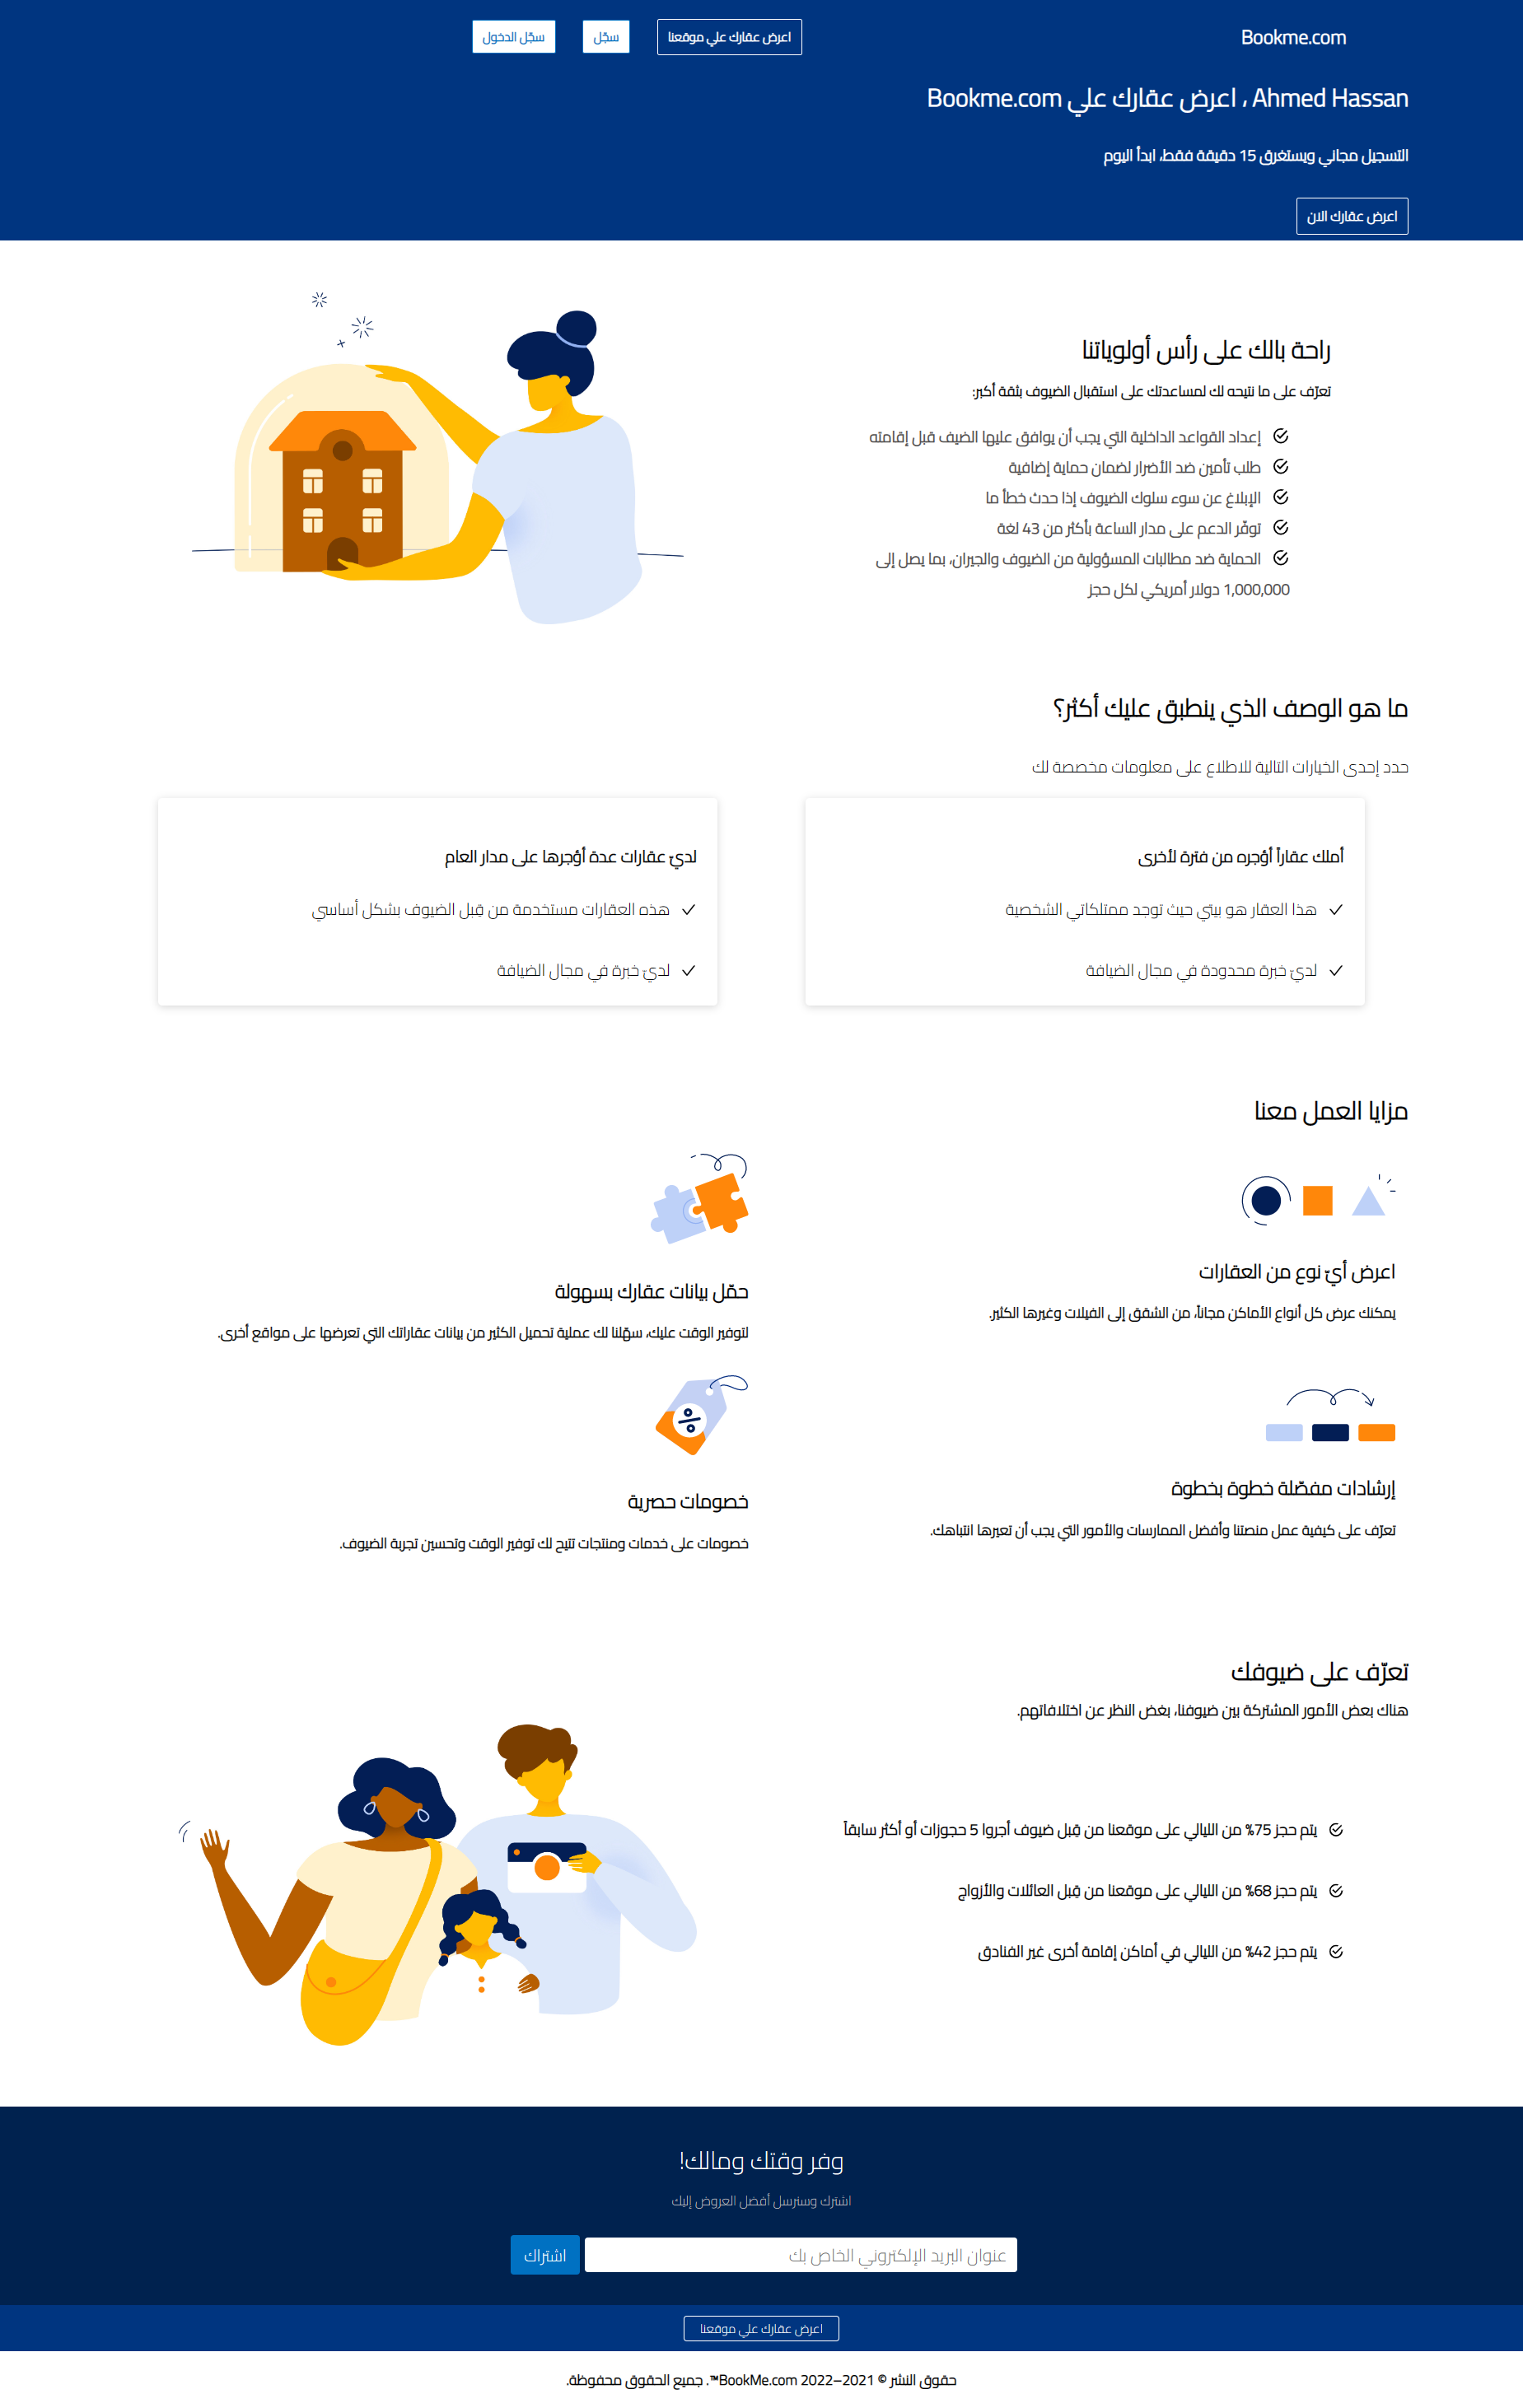 Bookme.com
اعرض عقارك علي موقعنا
سجّل
سجّل الدخول
Ahmed Hassan ، اعرض عقارك علي Bookme.com
التسجيل مجاني ويستغرق 15 دقيقة فقط، ابدأ اليوم
اعرض عقارك الان
راحة بالك على رأس أولوياتنا
تعرّف على ما نتيحه لك لمساعدتك على استقبال الضيوف بثقة أكبر:
إعداد القواعد الداخلية التي يجب أن يوافق عليها الضيف قبل إقامته
طلب تأمين ضد الأضرار لضمان حماية إضافية
الإبلاغ عن سوء سلوك الضيوف إذا حدث خطأ ما
توفّر الدعم على مدار الساعة بأكثر من 43 لغة
الحماية ضد مطالبات المسؤولية من الضيوف والجيران، بما يصل إلى
1,000,000 دولار أمريكي لكل حجز
ما هو الوصف الذي ينطبق عليك أكثر؟
حدد إحدى الخيارات التالية للاطلاع على معلومات مخصصة لك
أملك عقاراً أؤجره من فترة لأخرى
هذا العقار هو بيتي حيث توجد ممتلكاتي الشخصية
لديّ خبرة محدودة في مجال الضيافة
لديّ عقارات عدة أؤجرها على مدار العام
هذه العقارات مستخدمة من قِبل الضيوف بشكل أساسي
لديّ خبرة في مجال الضيافة
مزايا العمل معنا
اعرض أيّ نوع من العقارات
يمكنك عرض كل أنواع الأماكن مجاناً، من الشقق إلى الفيلات وغيرها الكثير.
حمّل بيانات عقارك بسهولة
لتوفير الوقت عليك، سهّلنا لك عملية تحميل الكثير من بيانات عقاراتك التي تعرضها على مواقع أخرى.
إرشادات مفصّلة خطوة بخطوة
تعرّف على كيفية عمل منصتنا وأفضل الممارسات والأمور التي يجب أن تعيرها انتباهك.
خصومات حصرية
خصومات على خدمات ومنتجات تتيح لك توفير الوقت وتحسين تجربة الضيوف.
تعرّف على ضيوفك
هناك بعض الأمور المشتركة بين ضيوفنا، بغض النظر عن اختلافاتهم.
يتم حجز 75% من الليالي على موقعنا من قِبل ضيوف أجروا 5 حجوزات أو أكثر سابقاً
يتم حجز 68% من الليالي على موقعنا من قِبل العائلات والأزواج
يتم حجز 42% من الليالي في أماكن إقامة أخرى غير الفنادق
وفر وقتك ومالك!
اشترك وسنرسل أفضل العروض إليك
عنوان البريد الإلكتروني الخاص بك
اشتراك
اعرض عقارك علي موقعنا
حقوق النشر © 2021–2022 BookMe.com™. جميع الحقوق محفوظة.